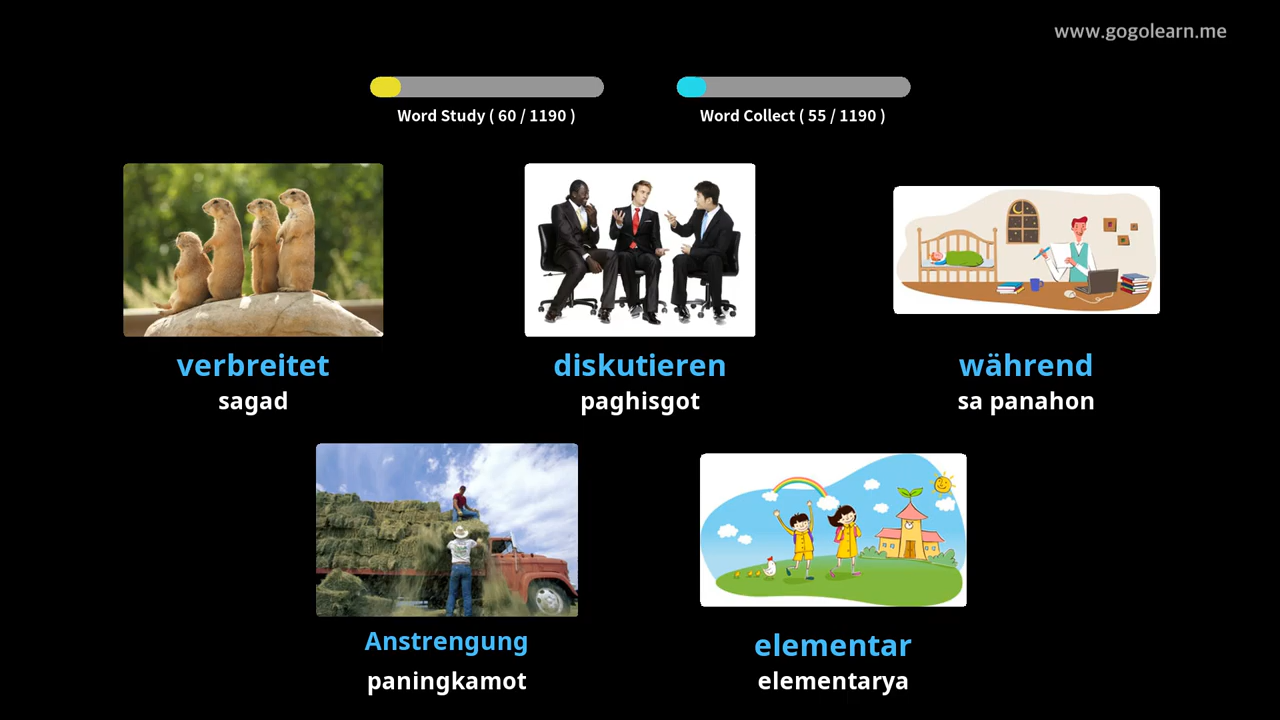 www.gogolearn.me
Word Study ( 60 / 1190 )
Word Collect ( 55 / 1190 )
verbreitet
sagad
diskutieren
paghisgot
während
sa panahon
Anstrengung
paningkamot
elementar
elementarya